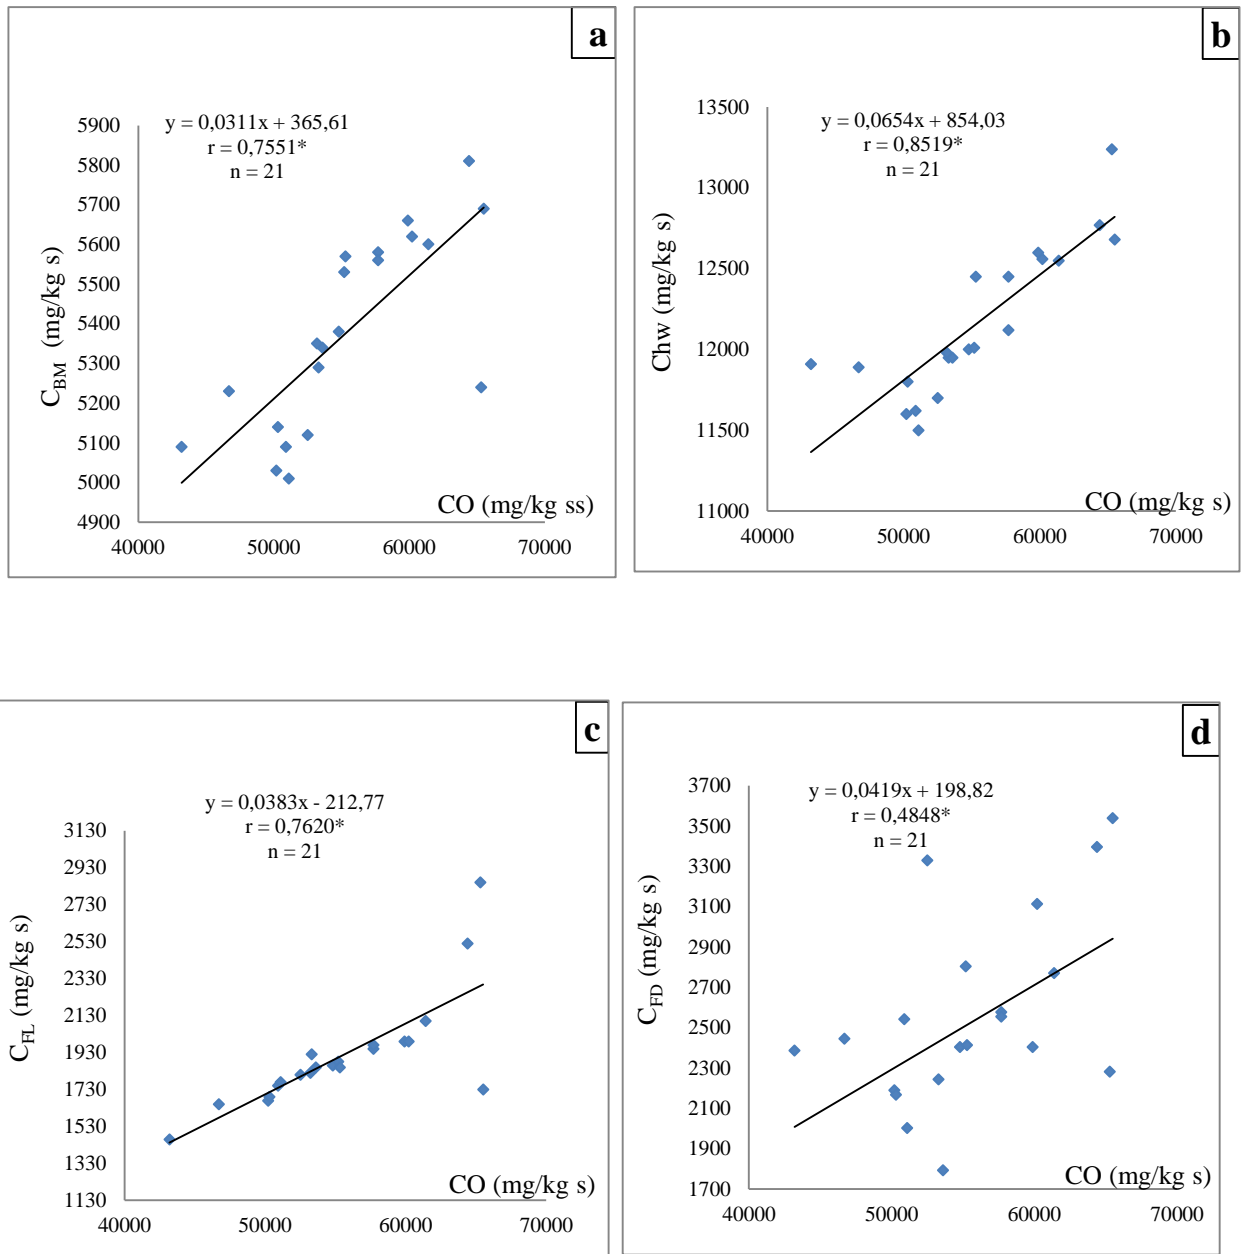 a
y = 0,0311x + 365,61
r = 0,7551*
n = 21
5900
5800
5700
5600
5500
5400
5300
5200
5100
5000
4900
C_BM (mg/kg s)
CO (mg/kg ss)
40000 50000 60000 70000
b
y = 0,0654x + 854,03
r = 0,8519*
n = 21
13500
13000
12500
12000
11500
11000
Chw (mg/kg s)
CO (mg/kg s)
40000 50000 60000 70000
c
y = 0,0383x - 212,77
r = 0,7620*
n = 21
3130
2930
2730
2530
2330
2130
1930
1730
1530
1330
1130
C_FL (mg/kg s)
CO (mg/kg s)
40000 50000 60000 70000
d
y = 0,0419x + 198,82
r = 0,4848*
n = 21
3700
3500
3300
3100
2900
2700
2500
2300
2100
1900
1700
C_FD (mg/kg s)
CO (mg/kg s)
40000 50000 60000 70000